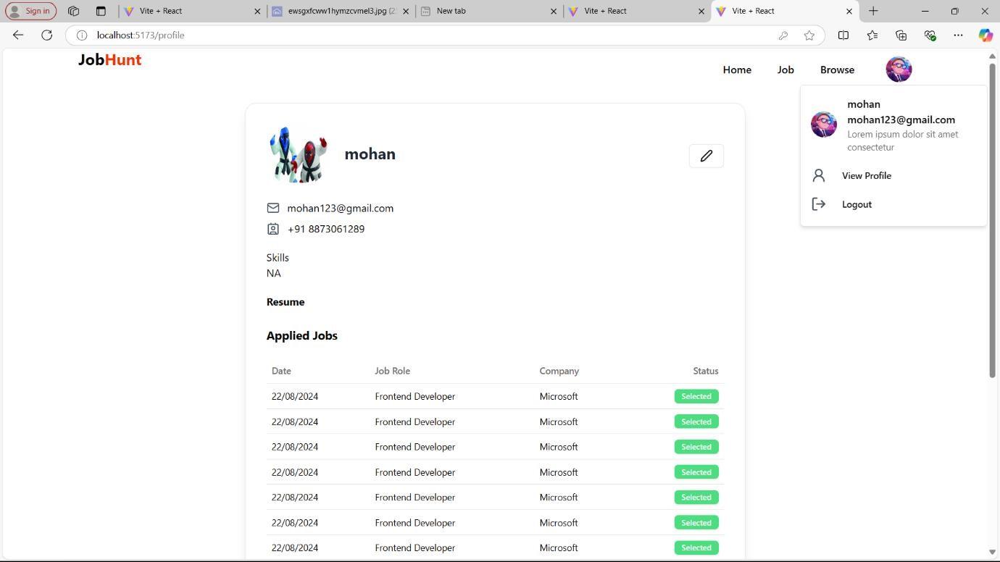 Sign in
Vite + React
ewsgxfcwv1hymzcvmel3.jpg (2
New tab
Vite + React
Vite + React
localhost:5173/profile
JobHunt
Home Job Browse
mohan
mohan123@gmail.com
Lorem ipsum dolor sit amet
consectetur
View Profile
Logout
mohan
mohan123@gmail.com
+91 8873061289
Skills
NA
Resume
Applied Jobs
Date Job Role Company Status
22/08/2024 Frontend Developer Microsoft Selected
22/08/2024 Frontend Developer Microsoft Selected
22/08/2024 Frontend Developer Microsoft Selected
22/08/2024 Frontend Developer Microsoft Selected
22/08/2024 Frontend Developer Microsoft Selected
22/08/2024 Frontend Developer Microsoft Selected
22/08/2024 Frontend Developer Microsoft Selected